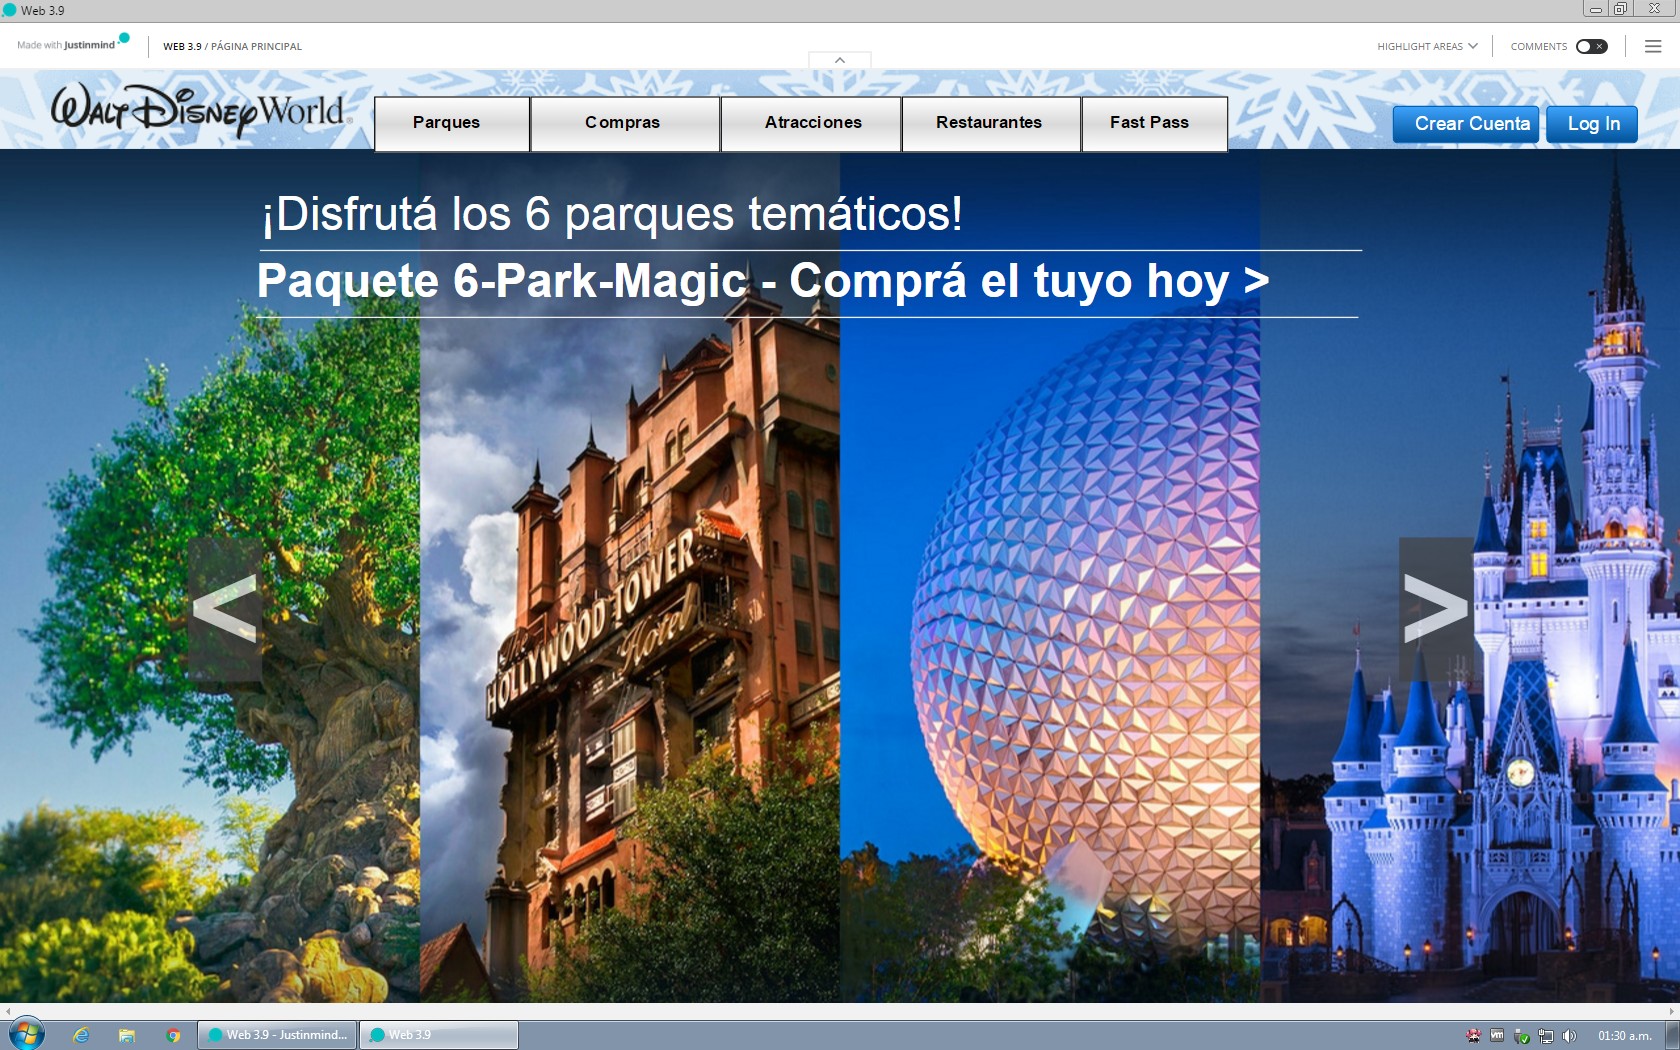 Web 3.9
Made with Justinmind
WEB 3.9 / PÁGINA PRINCIPAL
HIGHLIGHT AREAS
COMMENTS
WALT DISNEY World
Parques
Compras
Atracciones
Restaurantes
Fast Pass
Crear Cuenta
Log In
¡Disfrutá los 6 parques temáticos!
Paquete 6-Park-Magic - Comprá el tuyo hoy >
<
>
The
HOLLYWOOD TOWER
Hotel
Web 3.9 - Justinmind...
Web 3.9
01:30 a.m.